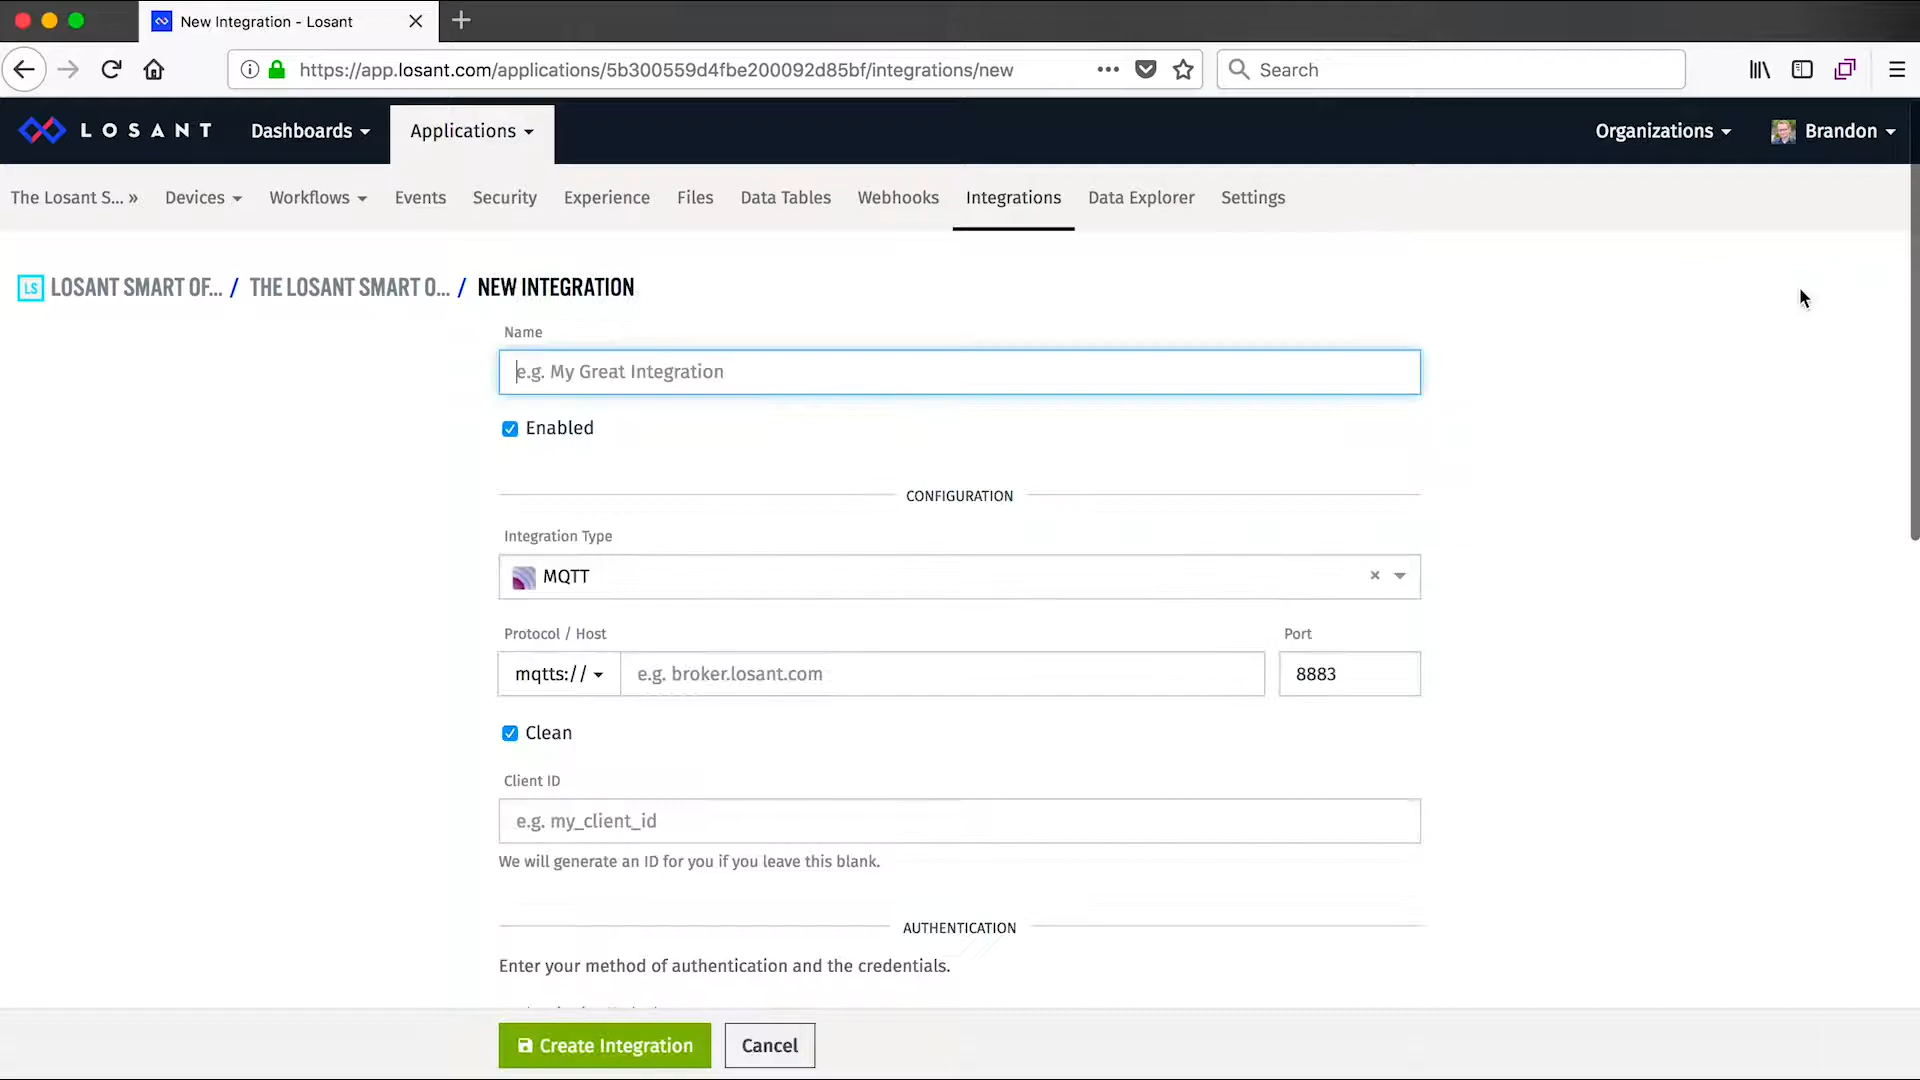 New Integration - Losant
https://app.losant.com/applications/5b300559d4fbe200092d85bf/integrations/new
Search
LOSANT
Dashboards
Applications
Organizations
Brandon
The Losant S... »
Devices
Workflows
Events
Security
Experience
Files
Data Tables
Webhooks
Integrations
Data Explorer
Settings
LS LOSANT SMART OF... / THE LOSANT SMART O... / NEW INTEGRATION
Name
e.g. My Great Integration
Enabled
CONFIGURATION
Integration Type
MQTT
Protocol / Host
Port
mqtts://
e.g. broker.losant.com
8883
Clean
Client ID
e.g. my_client_id
We will generate an ID for you if you leave this blank.
AUTHENTICATION
Enter your method of authentication and the credentials.
Create Integration
Cancel